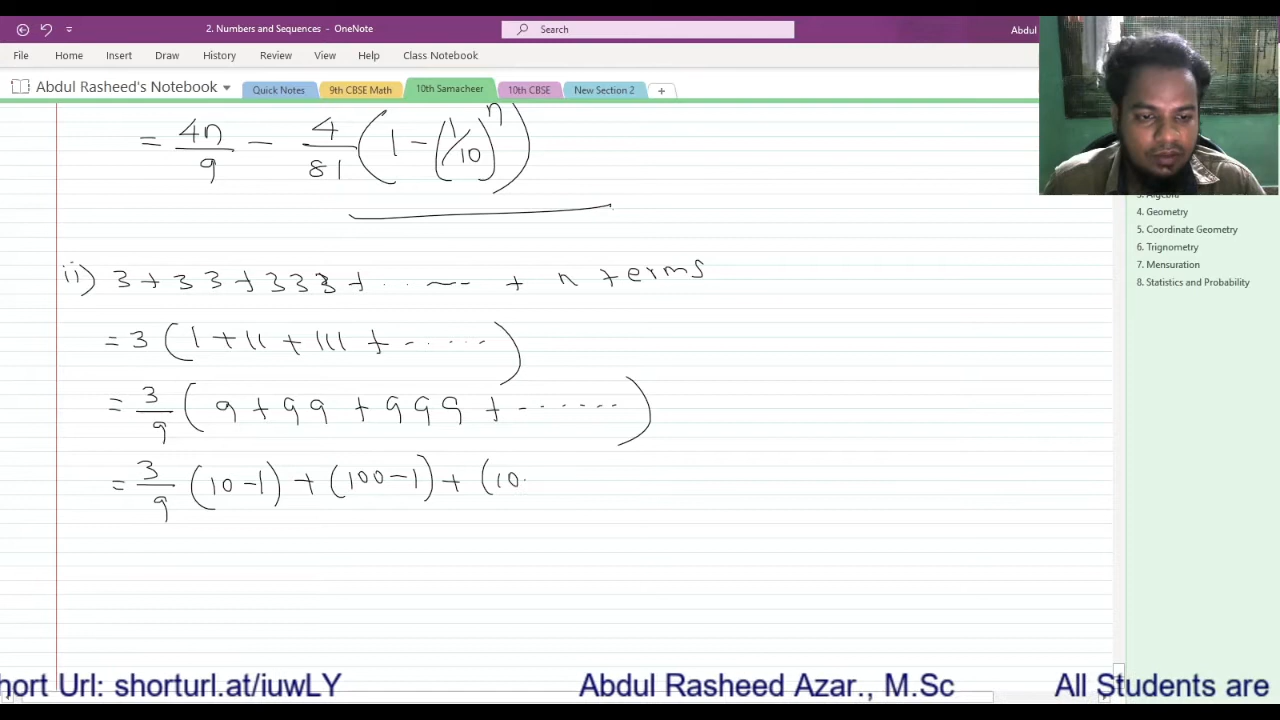 2. Numbers and Sequences - OneNote
Search
Abdul
File Home Insert Draw History Review View Help Class Notebook
Abdul Rasheed's Notebook
Quick Notes 9th CBSE Math 10th Samacheer 10th CBSE New Section 2 +
= 4n/9 - 4/81 (1 - (1/10)^n)
ii) 3 + 33 + 333 + ...... + n terms
= 3 (1 + 11 + 111 + ......)
= 3/9 (9 + 99 + 999 + .......)
= 3/9 (10 - 1) + (100 - 1) + (10
3. Algebra
4. Geometry
5. Coordinate Geometry
6. Trignometry
7. Mensuration
8. Statistics and Probability
hort Url: shorturl.at/iuwLY Abdul Rasheed Azar., M.Sc All Students are